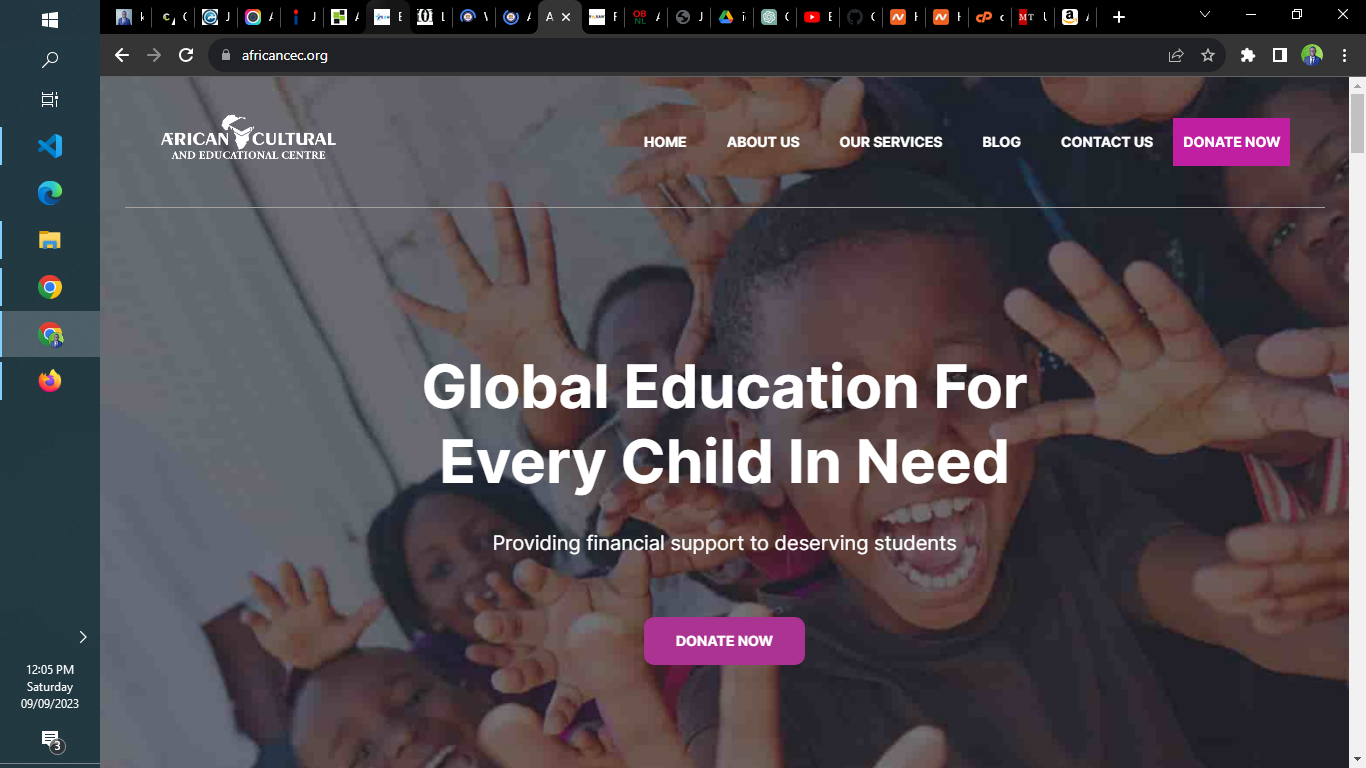 africancec.org
AFRICAN CULTURAL
AND EDUCATIONAL CENTRE
HOME
ABOUT US
OUR SERVICES
BLOG
CONTACT US
DONATE NOW
Global Education For
Every Child In Need
Providing financial support to deserving students
DONATE NOW
12:05 PM
Saturday
09/09/2023
3